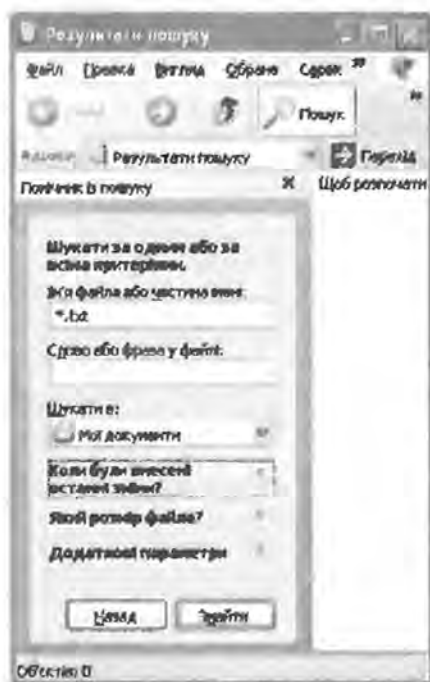 Результати пошуку
Файл Правка Вигляд Обране Сервіс »
Пошук »
Адреса Результати пошуку Перехід
Помічник із пошуку × Щоб розпочати
Шукати за одним або за
всіма критеріями.
Ім'я файла або частина імені:
*.txt
Слово або фраза у файлі:
Шукати в:
Мої документи
Коли були внесені
останні зміни?
Який розмір файла?
Додаткові параметри
Назад Знайти
Об'єктів: 0